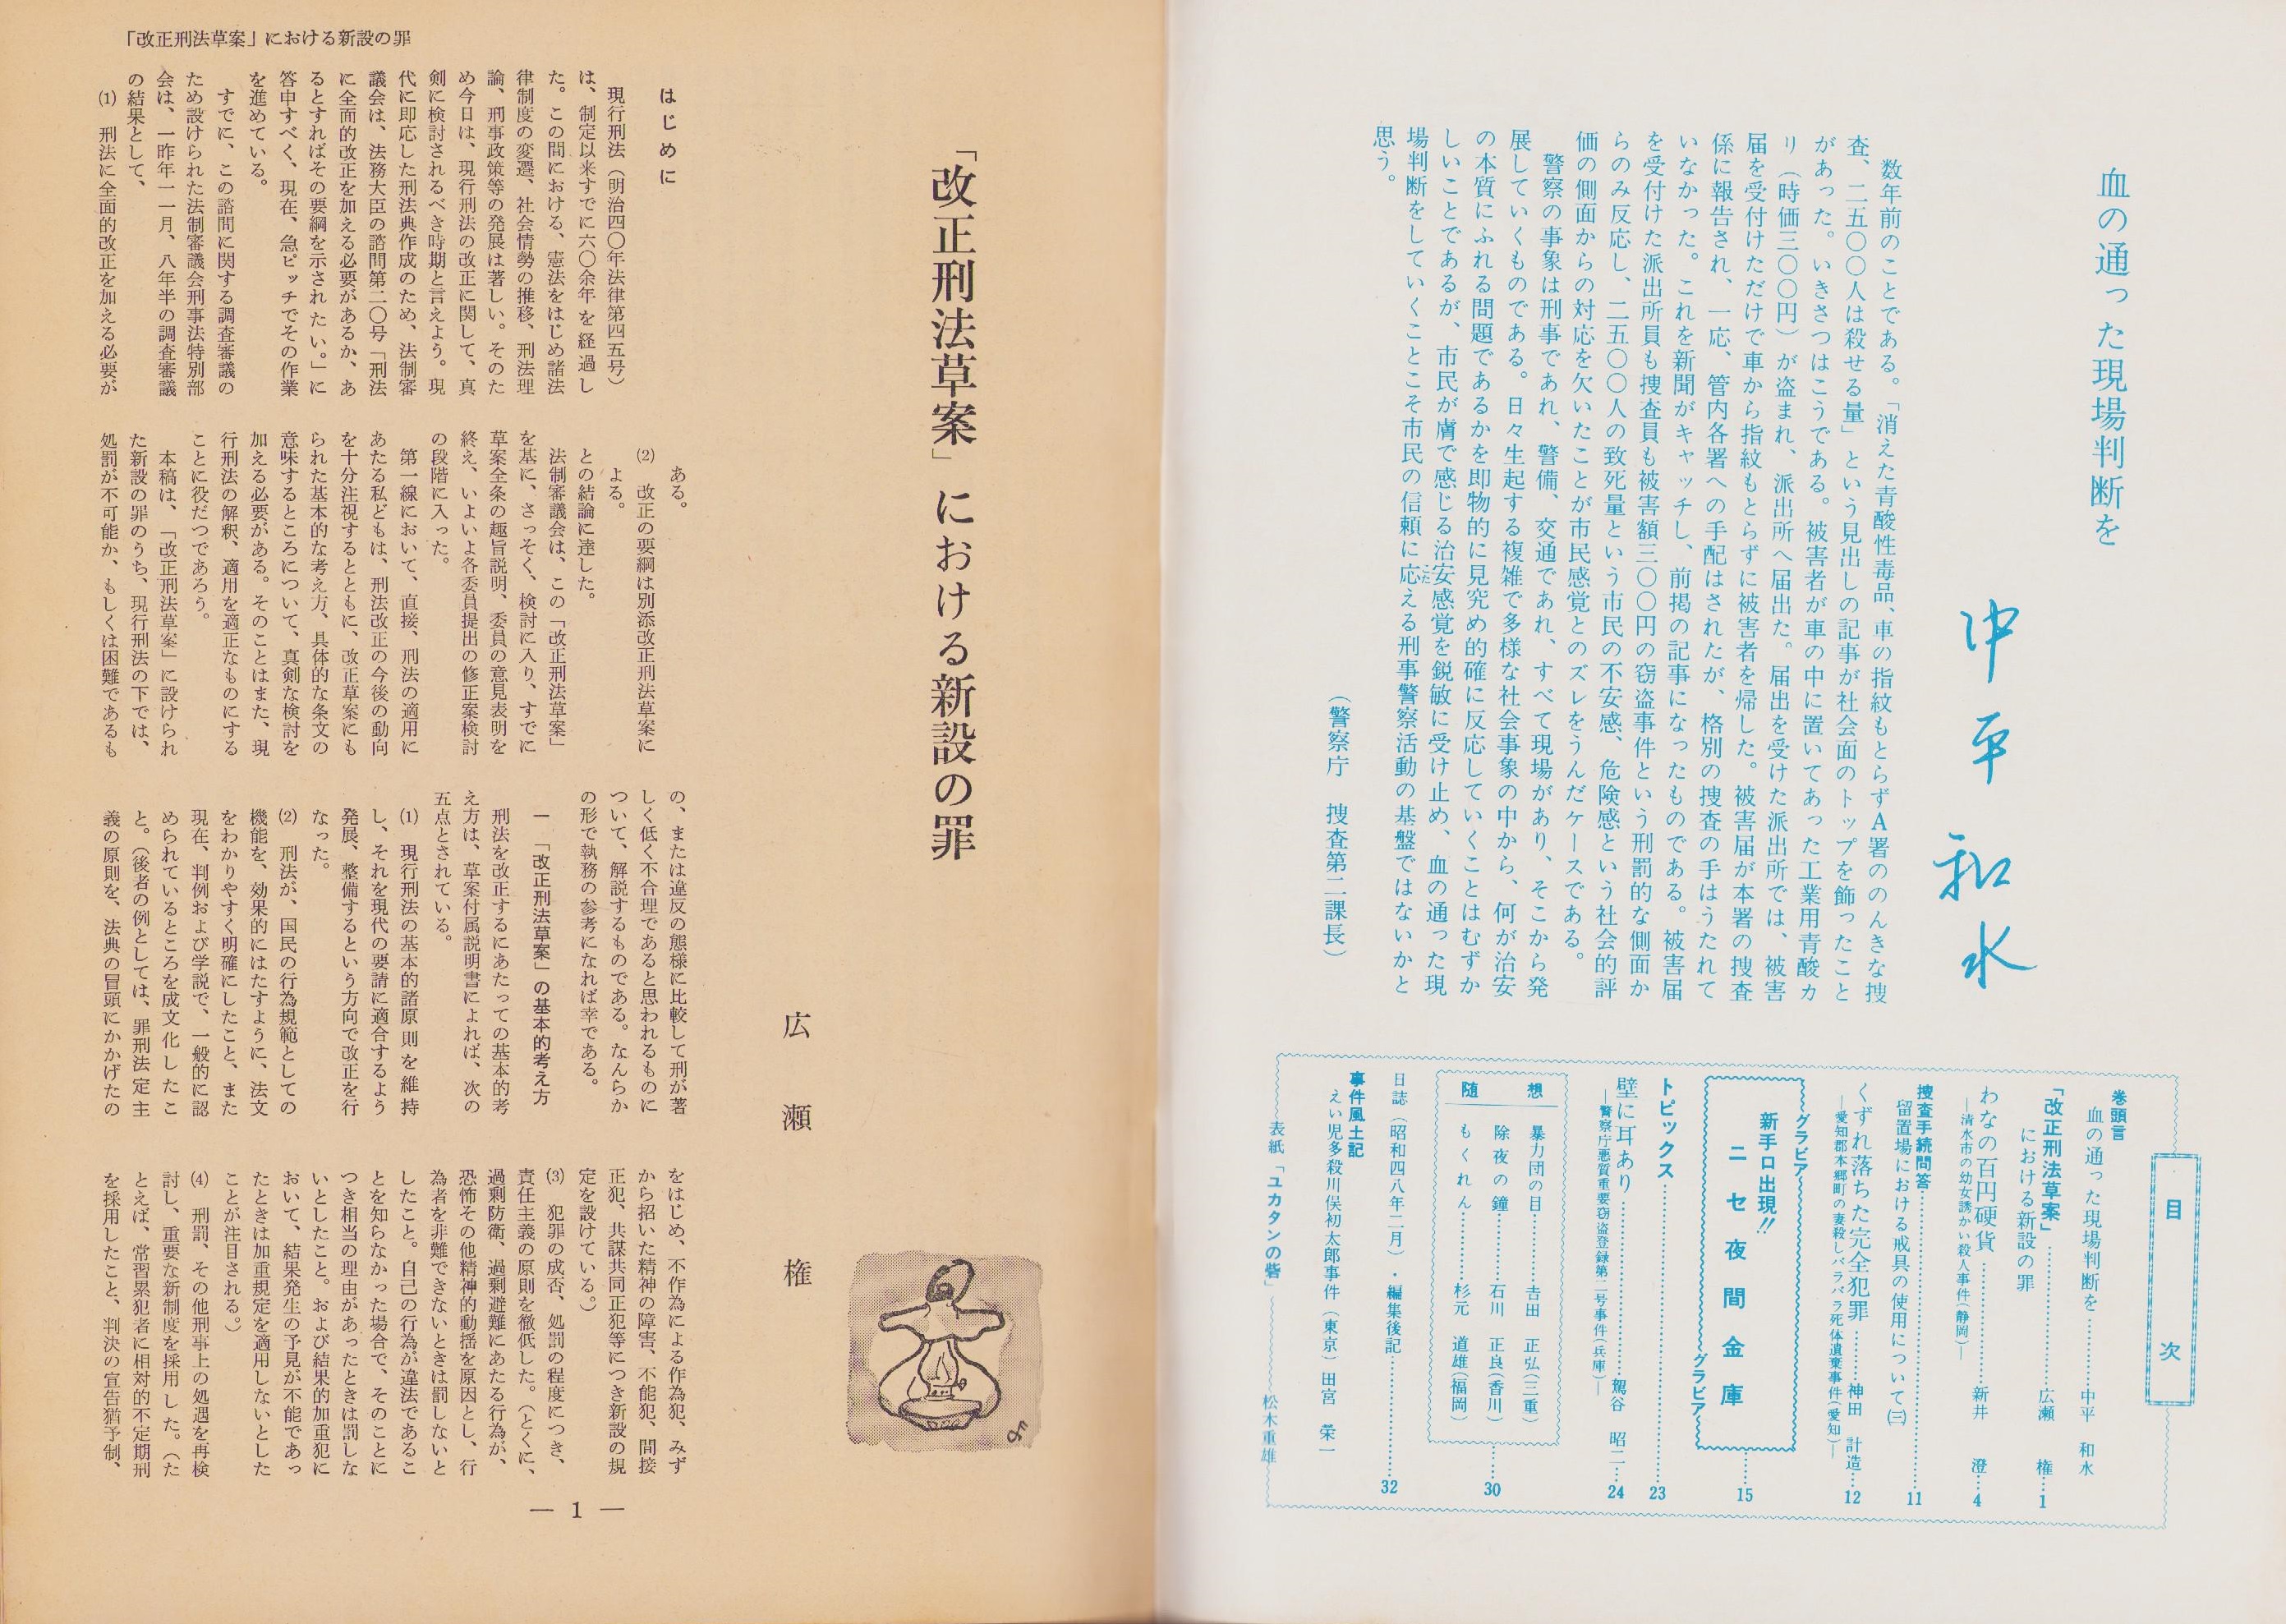 血の通った現場判断を
中平和水
数年前のことである。「消えた青酸性毒品、車の指紋もとらずA署ののんきな捜
査、二五〇〇人は殺せる量」という見出しの記事が社会面のトップを飾ったこと
があった。いきさつはこうである。被害者が車の中に置いてあった工業用青酸カ
リ（時価三〇〇円）が盗まれ、派出所へ届出た。届出を受けた派出所では、被害
届を受付けただけで車から指紋もとらずに被害者を帰した。被害届が本署の捜査
係に報告され、一応、管内各署への手配はされたが、格別の捜査の手はうたれて
いなかった。これを新聞がキャッチし、前掲の記事になったものである。被害届
を受付けた派出所員も捜査員も被害額三〇〇円の窃盗事件という刑罰的な側面か
らのみ反応し、二五〇〇人の致死量という市民の不安感、危険感という社会的評
価の側面からの対応を欠いたことが市民感覚とのズレをうんだケースである。
警察の事象は刑事であれ、警備、交通であれ、すべて現場があり、そこから発
展していくものである。日々生起する複雑で多様な社会事象の中から、何が治安
の本質にふれる問題であるかを即物的に見究め的確に反応していくことはむずか
しいことであるが、市民が膚で感じる治安感覚を鋭敏に受け止め、血の通った現
場判断をしていくことこそ市民の信頼に応える刑事警察活動の基盤ではないかと
思う。
（警察庁　捜査第二課長）
目次
巻頭言
血の通った現場判断を……中平　和水
「改正刑法草案」
における新設の罪……広瀬　権…1
わなの百円硬貨……新井　澄…4
―清水市の幼女誘かい殺人事件（静岡）―
捜査手続問答……11
留置場における戒具の使用について㈢
くずれ落ちた完全犯罪……神田　計造…12
―愛知郡本郷町の妻殺しバラバラ死体遺棄事件（愛知）―
グラビア
新手口出現!!
ニセ夜間金庫……15
グラビア
トピックス……23
壁に耳あり……駕谷　昭二…24
―警察庁悪質重要窃盗登録第二号事件（兵庫）―
随想
暴力団の目……吉田　正弘（三重）
除夜の鐘……石川　正良（香川）
もくれん……杉元　道雄（福岡）
30
日誌（昭和四八年二月）・編集後記……32
事件風土記
えい児多殺川俣初太郎事件（東京）田宮　栄一
表紙「ユカタンの砦」　松木重雄
「改正刑法草案」における新設の罪
「改正刑法草案」における新設の罪
広瀬　権
はじめに
現行刑法（明治四〇年法律第四五号）
は、制定以来すでに六〇余年を経過し
た。この間における、憲法をはじめ諸法
律制度の変遷、社会情勢の推移、刑法理
論、刑事政策等の発展は著しい。そのた
め今日は、現行刑法の改正に関して、真
剣に検討されるべき時期と言えよう。現
代に即応した刑法典作成のため、法制審
議会は、法務大臣の諮問第二〇号「刑法
に全面的改正を加える必要があるか、あ
るとすればその要綱を示されたい。」に
答申すべく、現在、急ピッチでその作業
を進めている。
すでに、この諮問に関する調査審議の
ため設けられた法制審議会刑事法特別部
会は、一昨年一一月、八年半の調査審議
の結果として、
⑴　刑法に全面的改正を加える必要が
ある。
⑵　改正の要綱は別添改正刑法草案に
よる。
との結論に達した。
法制審議会は、この「改正刑法草案」
を基に、さっそく、検討に入り、すでに
草案全条の趣旨説明、委員の意見表明を
終え、いよいよ各委員提出の修正案検討
の段階に入った。
第一線において、直接、刑法の適用に
あたる私どもは、刑法改正の今後の動向
を十分注視するとともに、改正草案にも
られた基本的な考え方、具体的な条文の
意味するところについて、真剣な検討を
加える必要がある。そのことはまた、現
行刑法の解釈、適用を適正なものにする
ことに役だつであろう。
本稿は、「改正刑法草案」に設けられ
た新設の罪のうち、現行刑法の下では、
処罰が不可能か、もしくは困難であるも
の、または違反の態様に比較して刑が著
しく低く不合理であると思われるものに
ついて、解説するものである。なんらか
の形で執務の参考になれば幸である。
一　「改正刑法草案」の基本的考え方
刑法を改正するにあたっての基本的考
え方は、草案付属説明書によれば、次の
五点とされている。
⑴　現行刑法の基本的諸原則を維持
し、それを現代の要請に適合するよう
発展、整備するという方向で改正を行
なった。
⑵　刑法が、国民の行為規範としての
機能を、効果的にはたすように、法文
をわかりやすく明確にしたこと、また
現在、判例および学説で、一般的に認
められているところを成文化したこ
と。（後者の例としては、罪刑法定主
義の原則を、法典の冒頭にかかげたの
をはじめ、不作為による作為犯、みず
から招いた精神の障害、不能犯、間接
正犯、共謀共同正犯等につき新設の規
定を設けている。）
⑶　犯罪の成否、処罰の程度につき、
責任主義の原則を徹底した。（とくに、
過剰防衛、過剰避難にあたる行為が、
恐怖その他精神的動揺を原因とし、行
為者を非難できないときは罰しないと
したこと。自己の行為が違法であるこ
とを知らなかった場合で、そのことに
つき相当の理由があったときは罰しな
いとしたこと。および結果的加重犯に
おいて、結果発生の予見が不能であっ
たときは加重規定を適用しないとした
ことが注目される。）
⑷　刑罰、その他刑事上の処遇を再検
討し、重要な新制度を採用した。（た
とえば、常習累犯者に相対的不定期刑
を採用したこと、判決の宣告猶予制、
― 1 ―